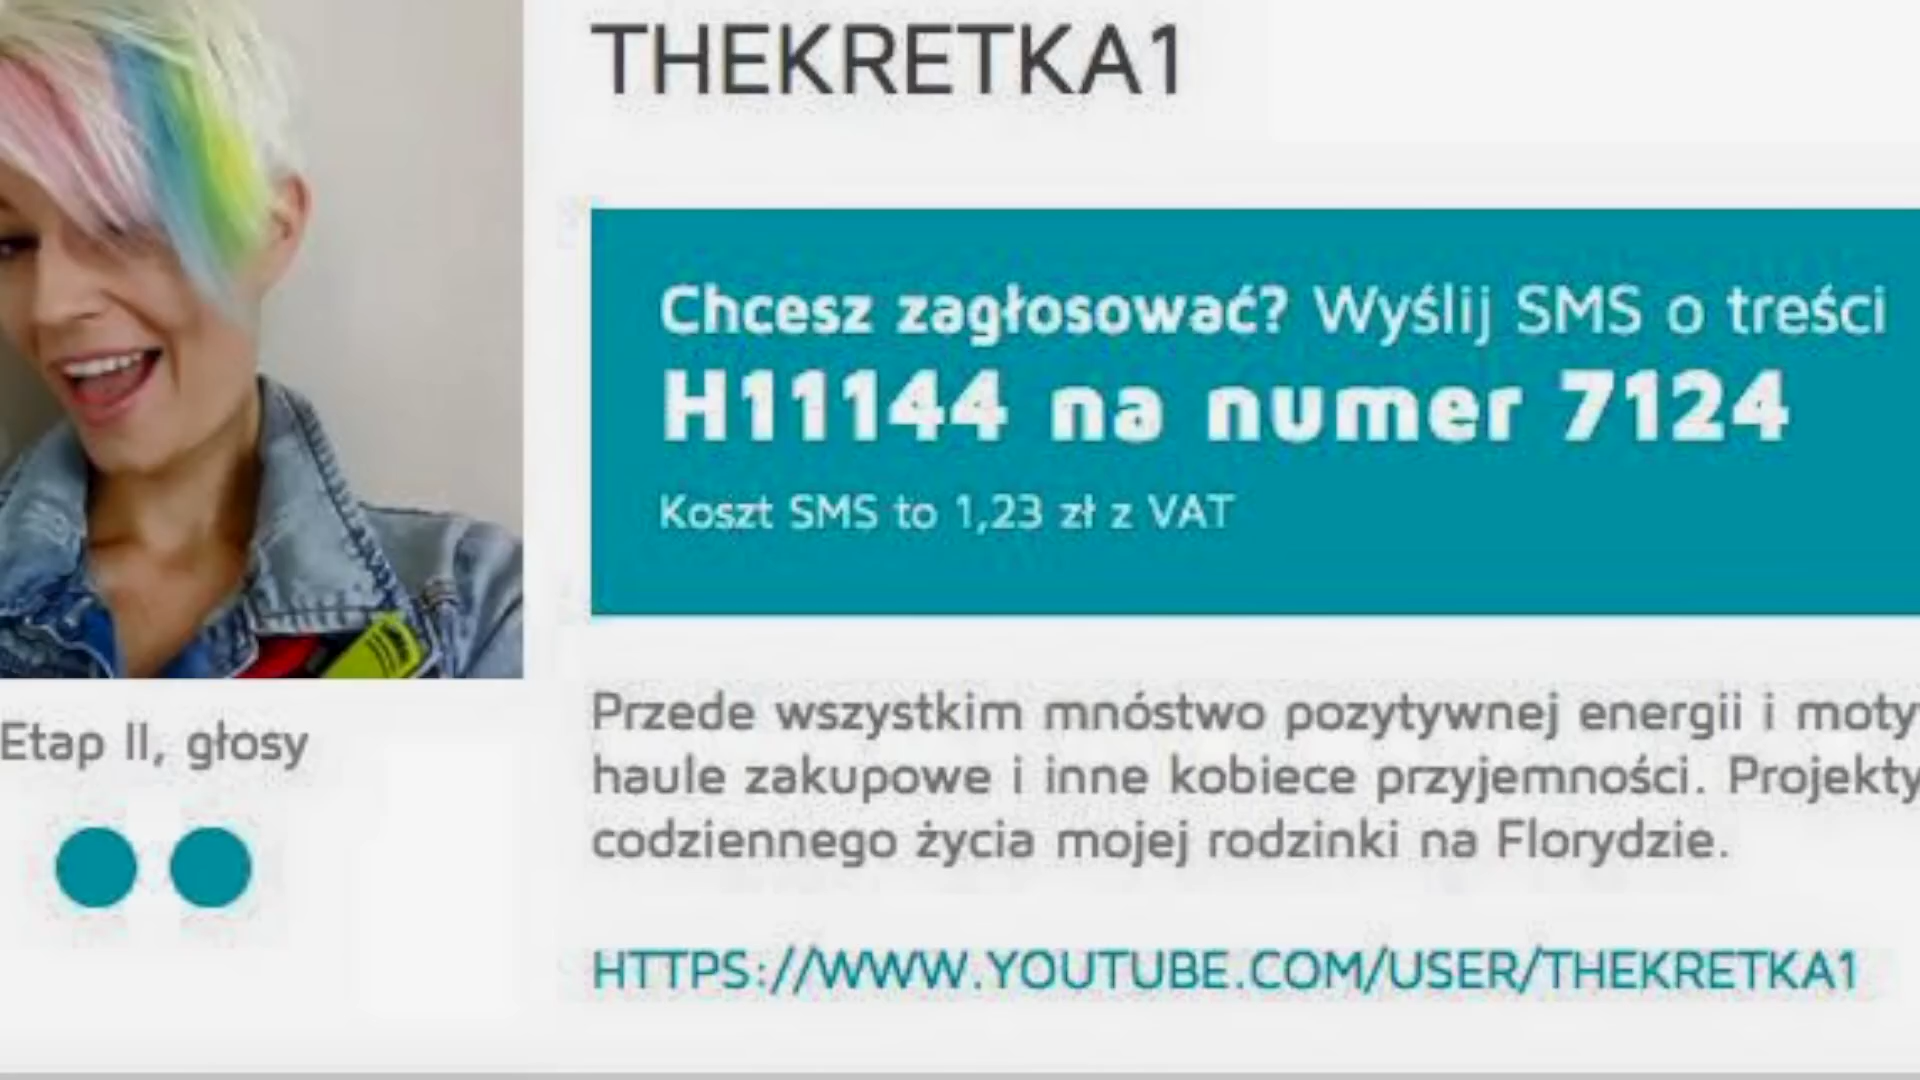 THEKRETKA1
Chcesz zagłosować? Wyślij SMS o treści
H11144 na numer 7124
Koszt SMS to 1,23 zł z VAT
Etap II, głosy
Przede wszystkim mnóstwo pozytywnej energii i moty
haule zakupowe i inne kobiece przyjemności. Projekty
codziennego życia mojej rodzinki na Florydzie.
HTTPS://WWW.YOUTUBE.COM/USER/THEKRETKA1